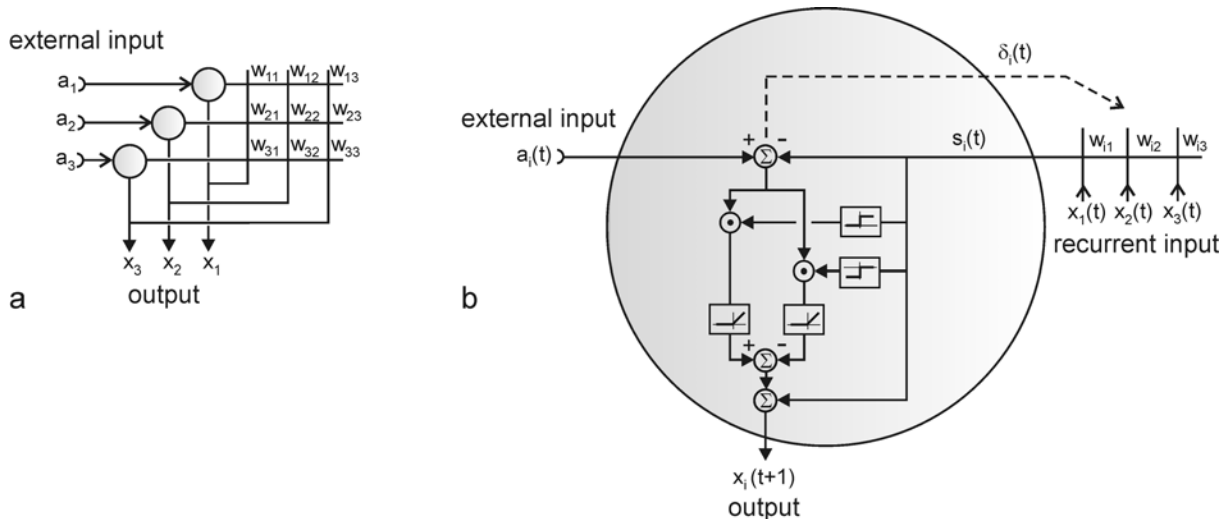 external input
a1
a2
a3
w11 w12 w13
w21 w22 w23
w31 w32 w33
x3 x2 x1
output
a
δi(t)
external input
ai(t)
+ -
Σ
si(t)
wi1 wi2 wi3
x1(t) x2(t) x3(t)
recurrent input
+ -
Σ
Σ
xi(t+1)
output
b